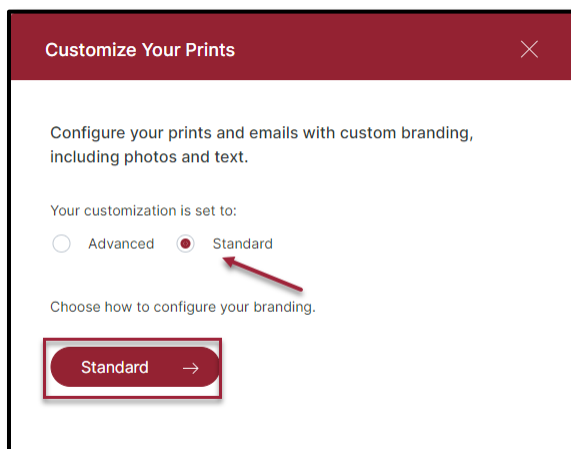 Customize Your Prints
Configure your prints and emails with custom branding,
including photos and text.
Your customization is set to:
Advanced Standard
Choose how to configure your branding.
Standard →